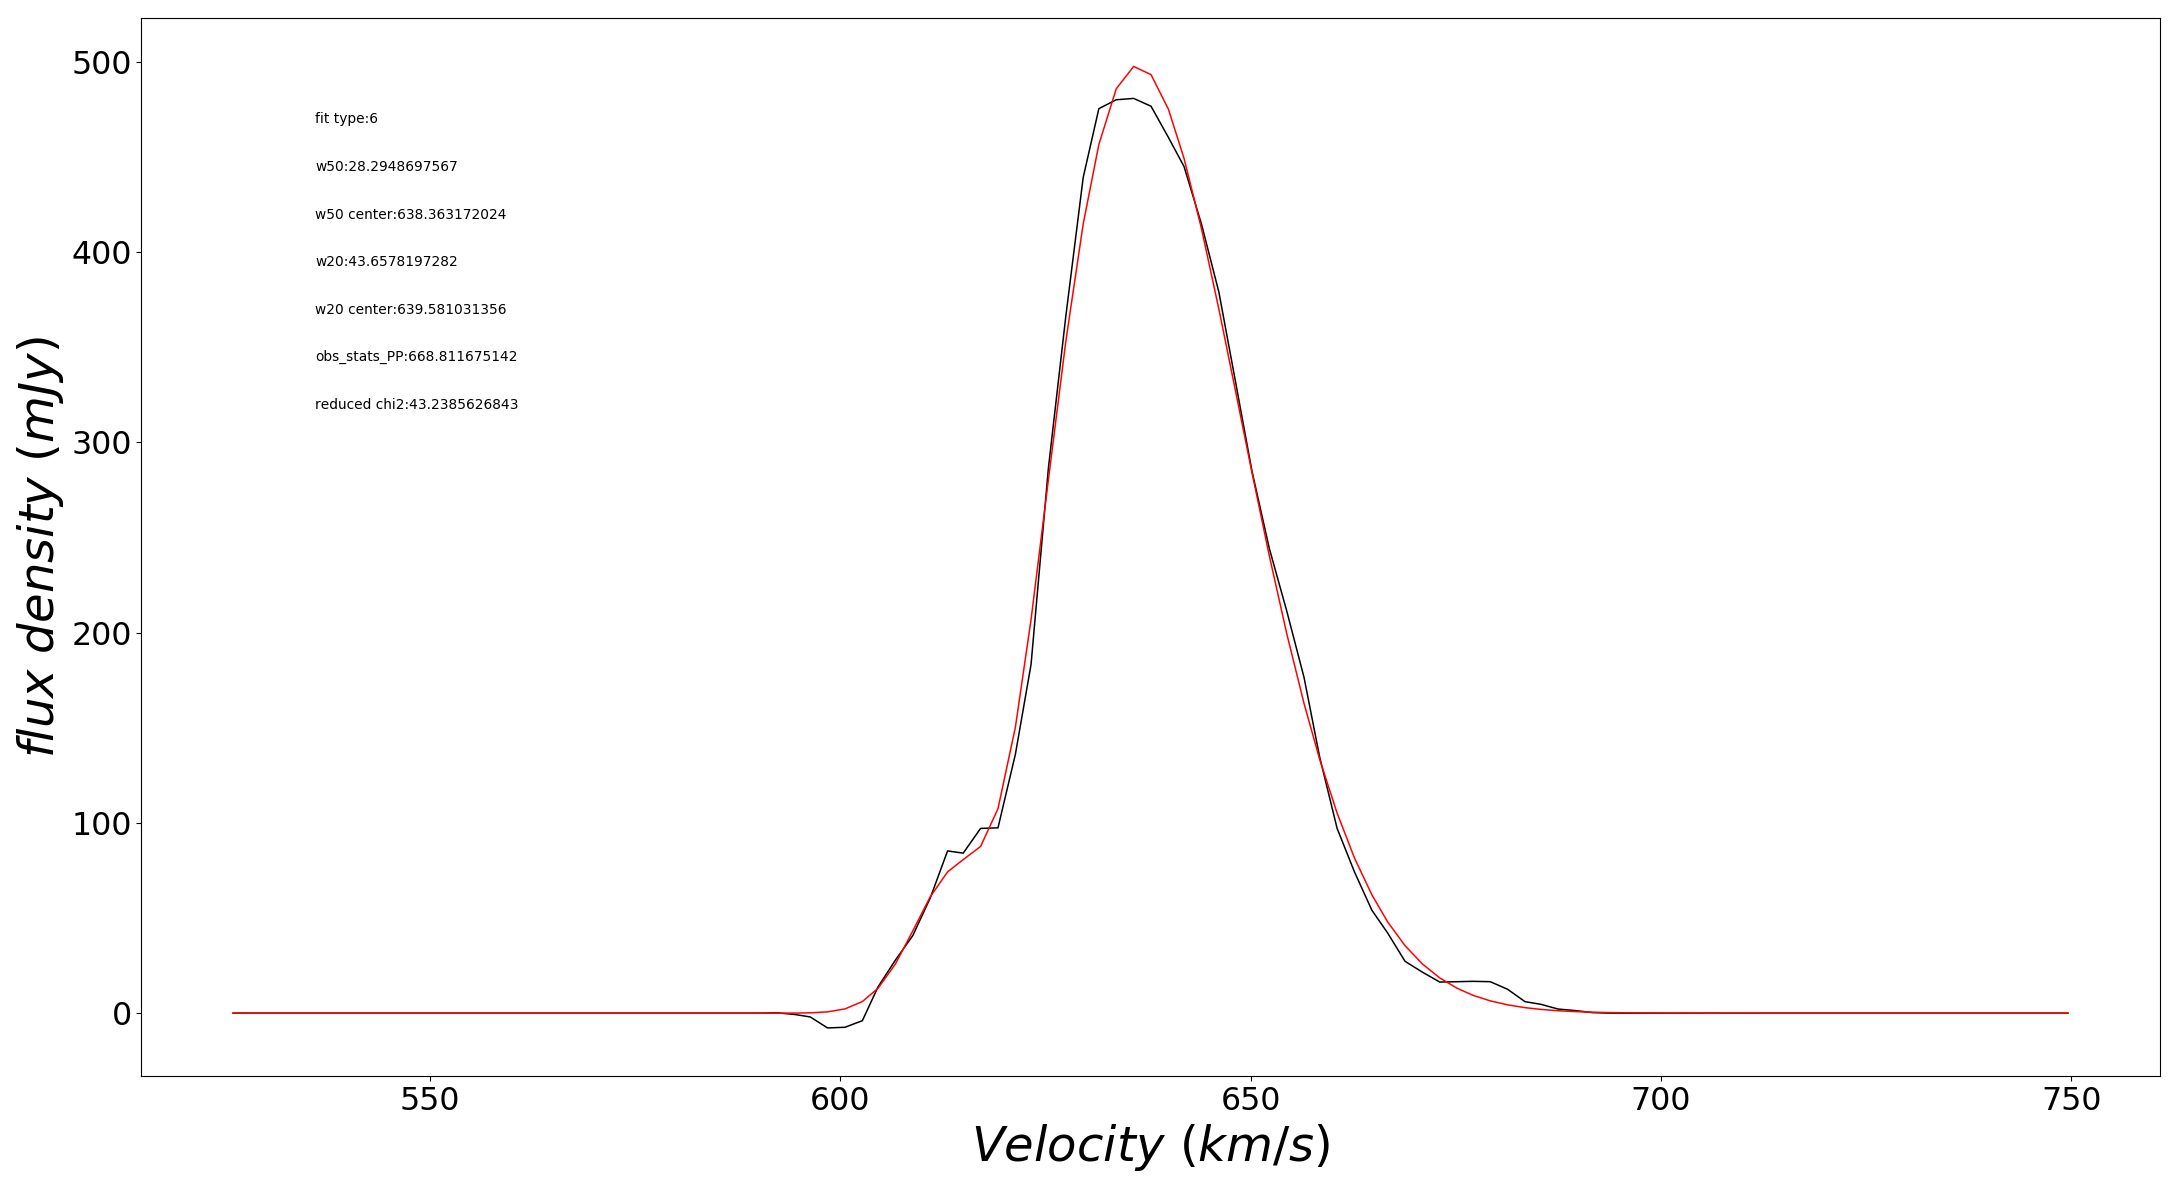 500
400
300
200
100
0
flux density (mJy)
fit type:6
w50:28.2948697567
w50 center:638.363172024
w20:43.6578197282
w20 center:639.581031356
obs_stats_PP:668.811675142
reduced chi2:43.2385626843
550 600 650 700 750
Velocity (km/s)